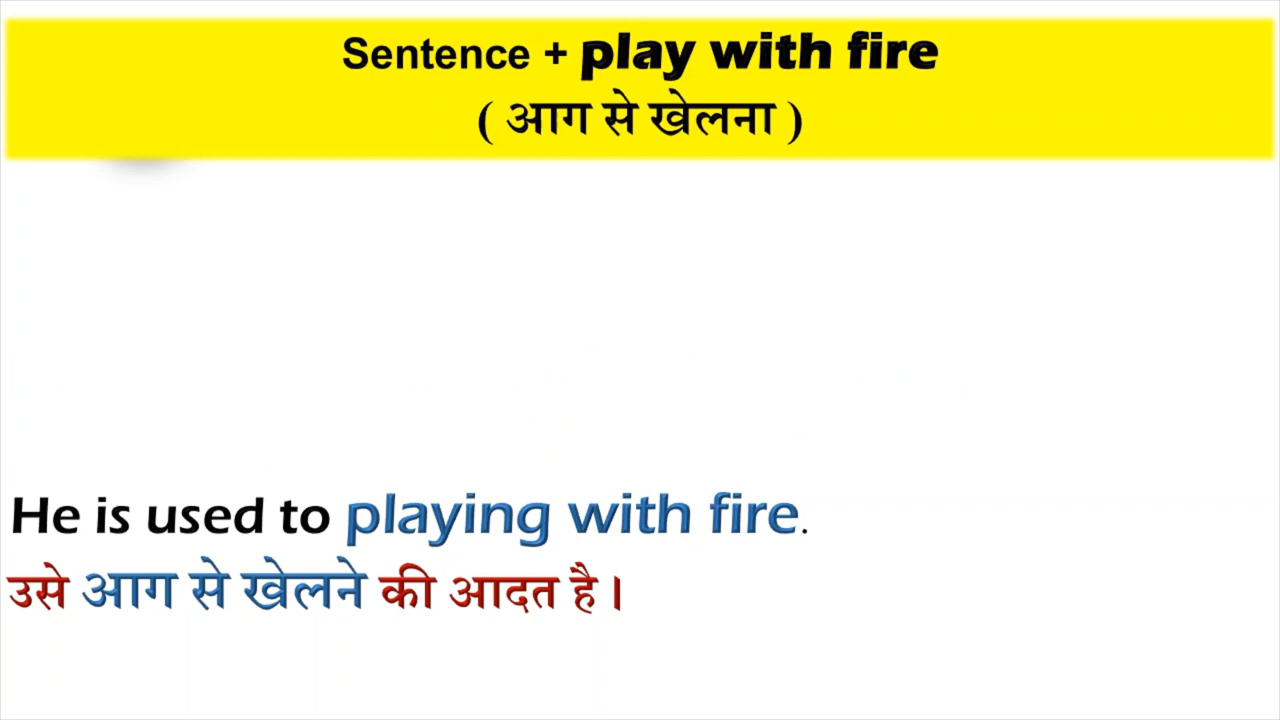 Sentence + play with fire
( आग से खेलना )
He is used to playing with fire.
उसे आग से खेलने की आदत है।